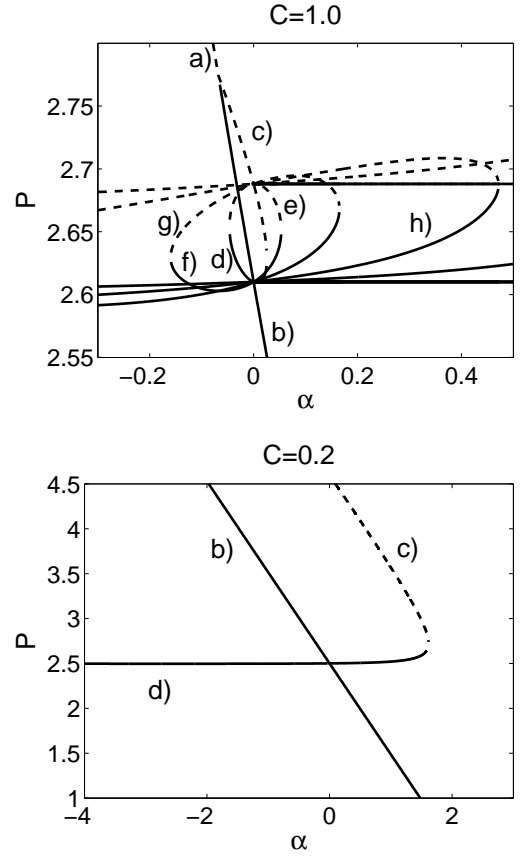 C=1.0
a)
2.75
c)
2.7
P
g)
e)
h)
2.65
f)
d)
2.6
b)
2.55
−0.2 0 0.2 0.4
α
C=0.2
4.5
4
b)
c)
3.5
P
3
2.5
d)
2
1.5
1
−4 −2 0 2
α